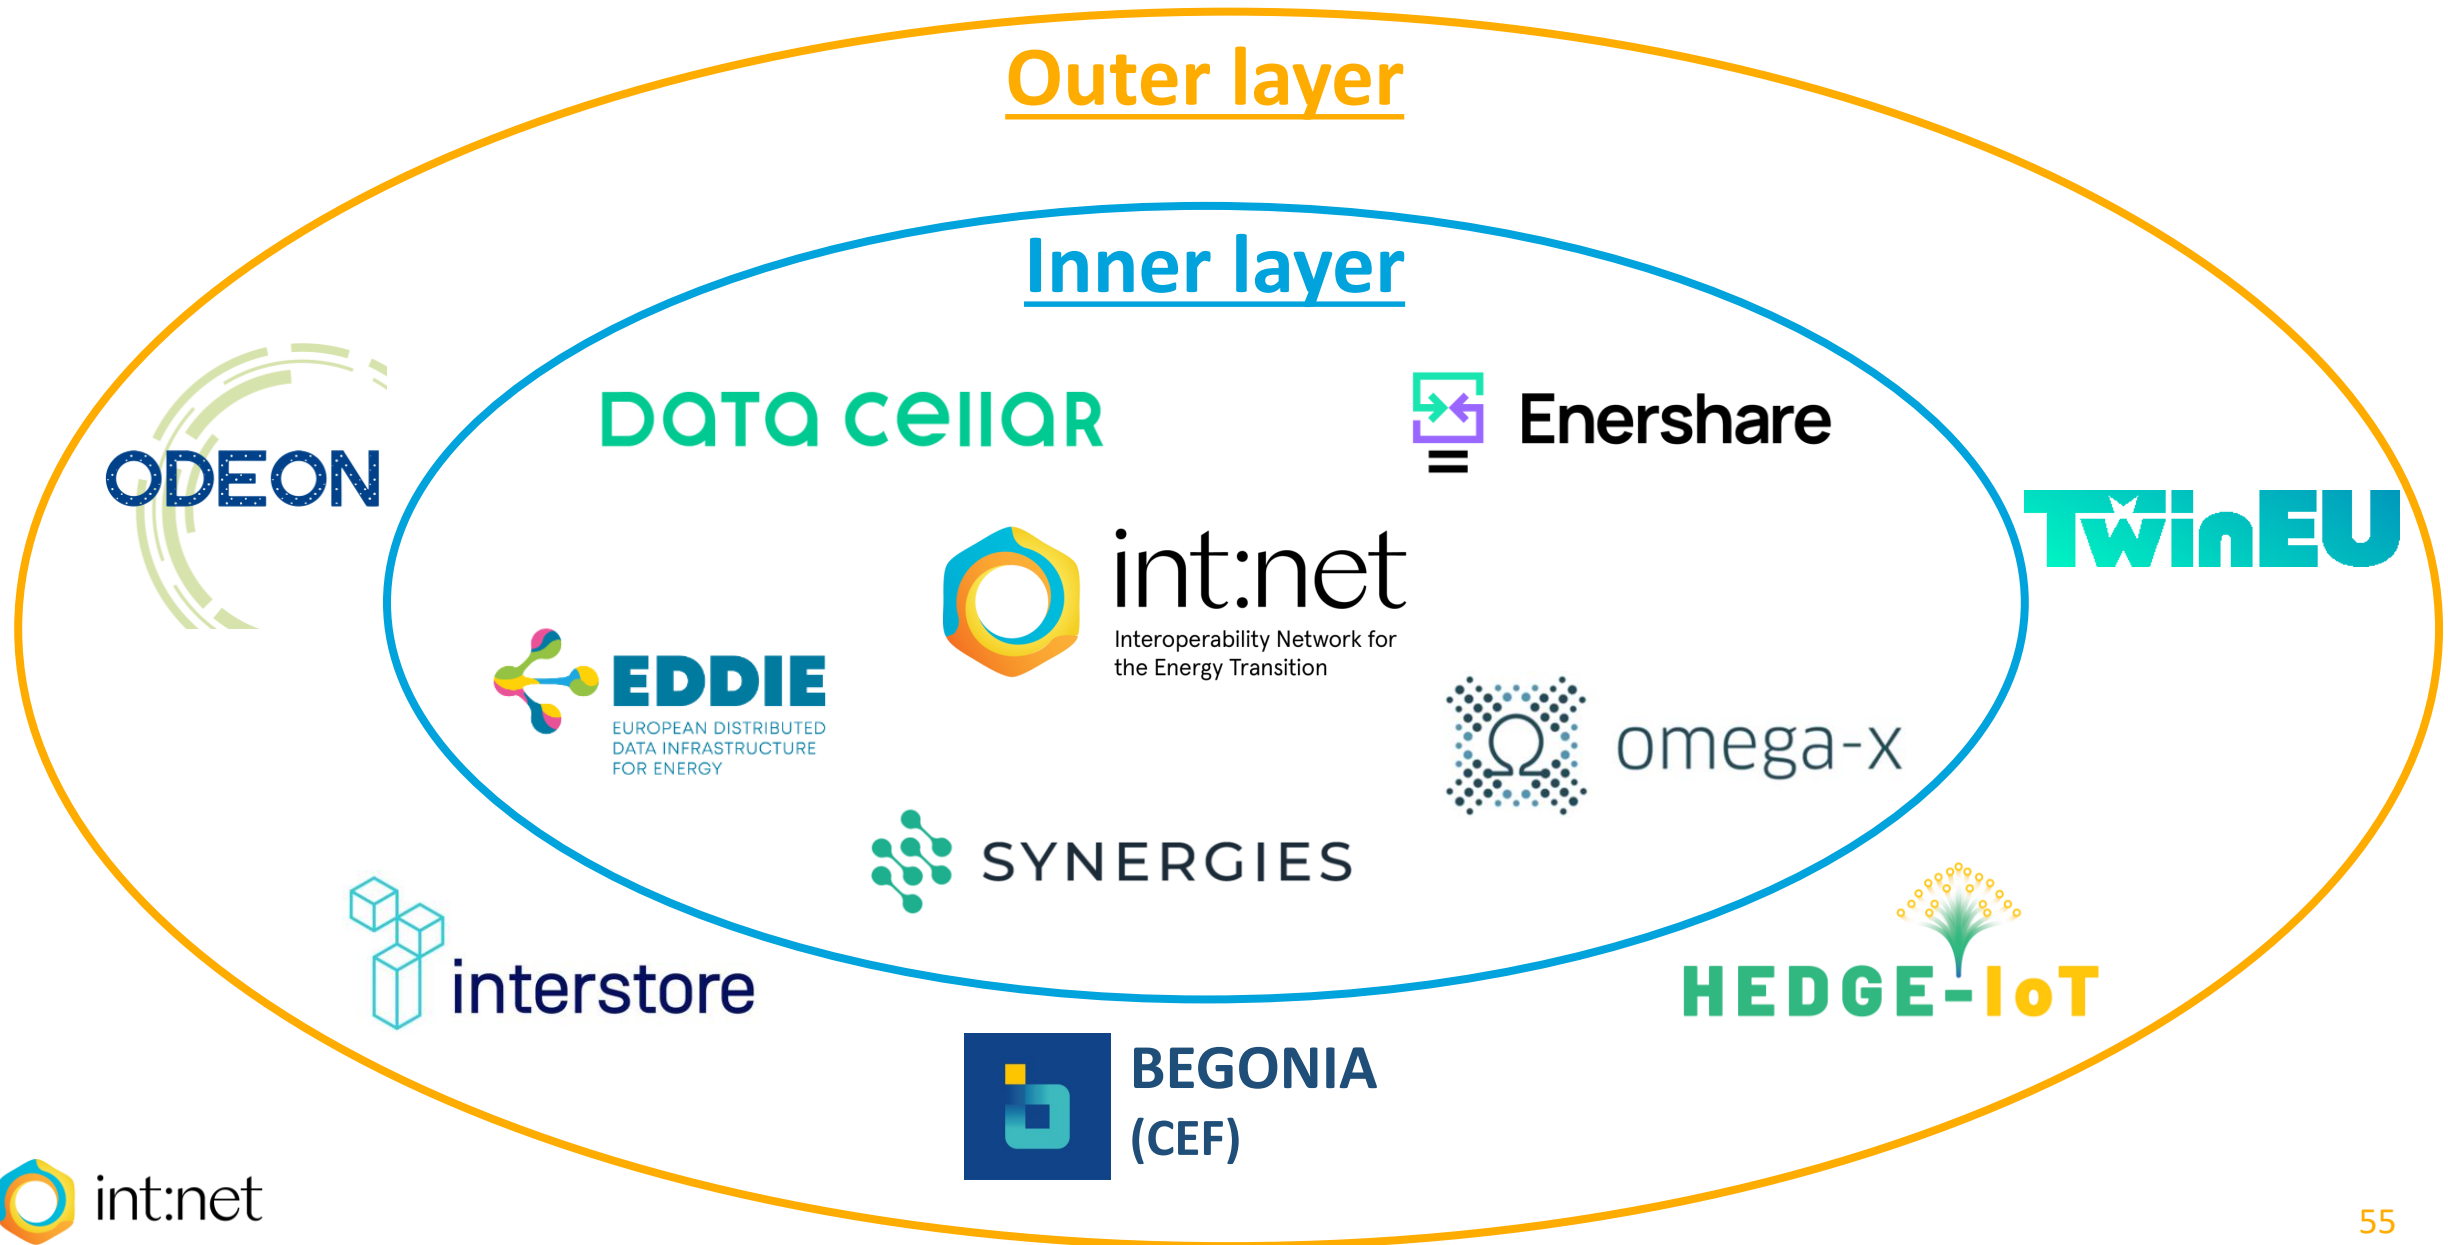 Outer layer
Inner layer
DATA CELLAR
Enershare
ODEON
TwinEU
int:net
Interoperability Network for
the Energy Transition
EDDIE
EUROPEAN DISTRIBUTED
DATA INFRASTRUCTURE
FOR ENERGY
omega-x
SYNERGIES
interstore
HEDGE-IoT
BEGONIA
(CEF)
int:net
55